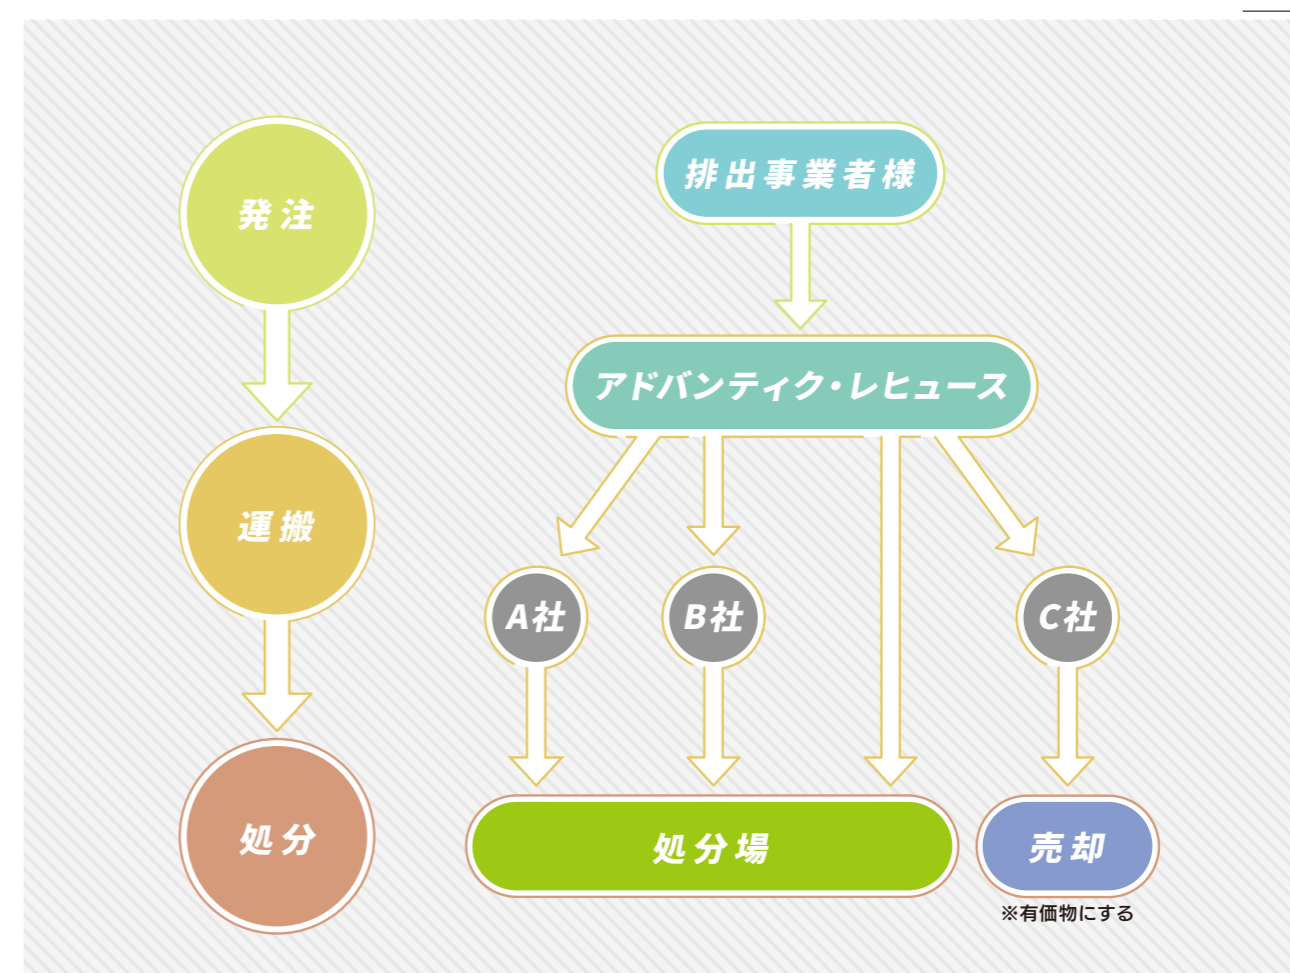 発注
運搬
処分
排出事業者様
アドバンティク・レヒュース
A社
B社
C社
処分場
売却
※有価物にする